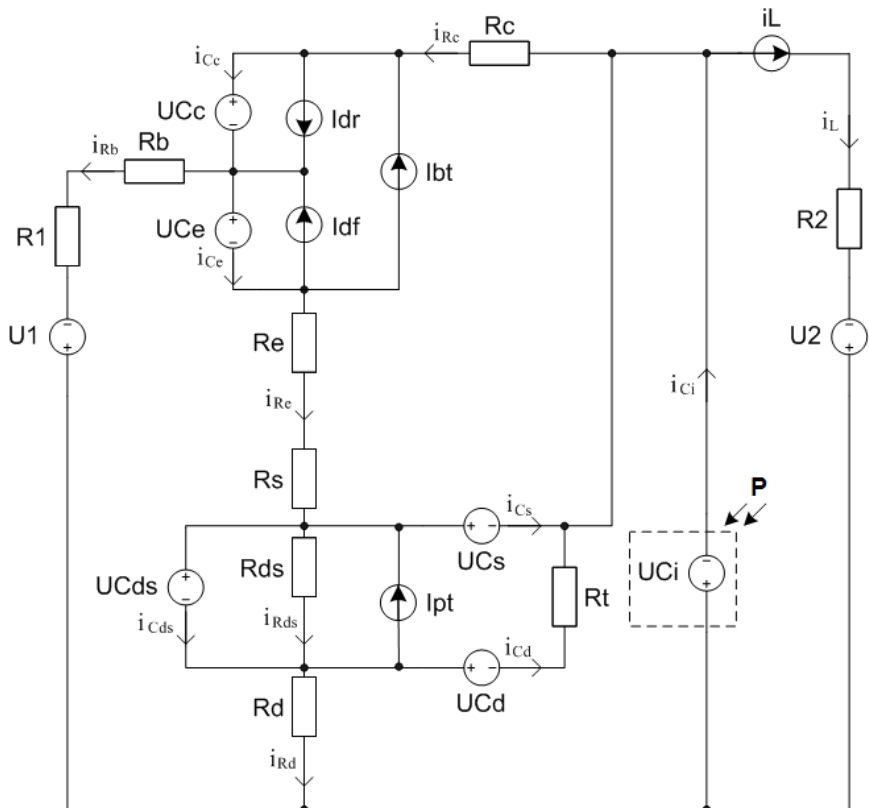 iRc
Rc
iL
iCc
UCc
Idr
Rb
iRb
Ibt
iL
R1
UCe
Idf
R2
iCe
U1
Re
U2
iRe
iCi
Rs
P
iCs
UCds
Rds
UCs
UCi
Ipt
Rt
iCds
iRds
iCd
Rd
UCd
iRd